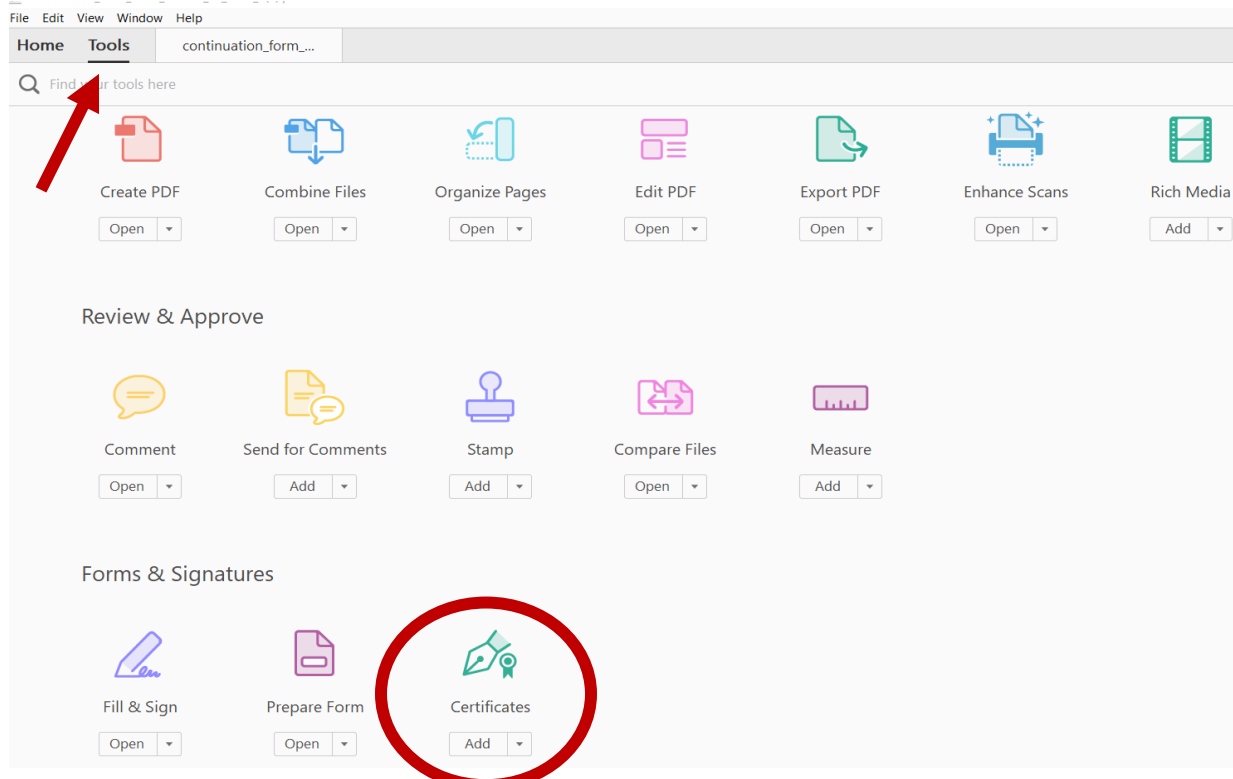 File Edit View Window Help
Home Tools continuation_form_...
Find your tools here
Create PDF Combine Files Organize Pages Edit PDF Export PDF Enhance Scans Rich Media
Open Open Open Open Open Open Add
Review & Approve
Comment Send for Comments Stamp Compare Files Measure
Open Add Add Open Add
Forms & Signatures
Fill & Sign Prepare Form Certificates
Open Open Add